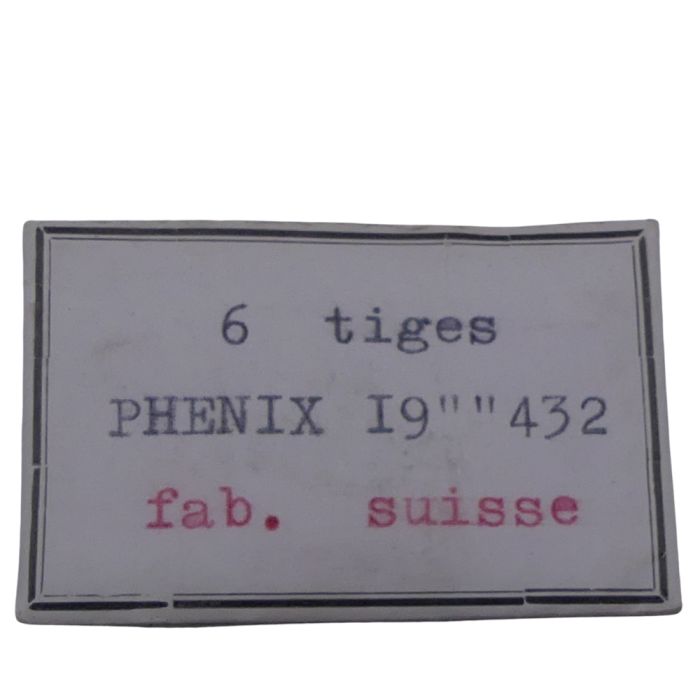 6 tiges
PHENIX I9""432
fab. suisse